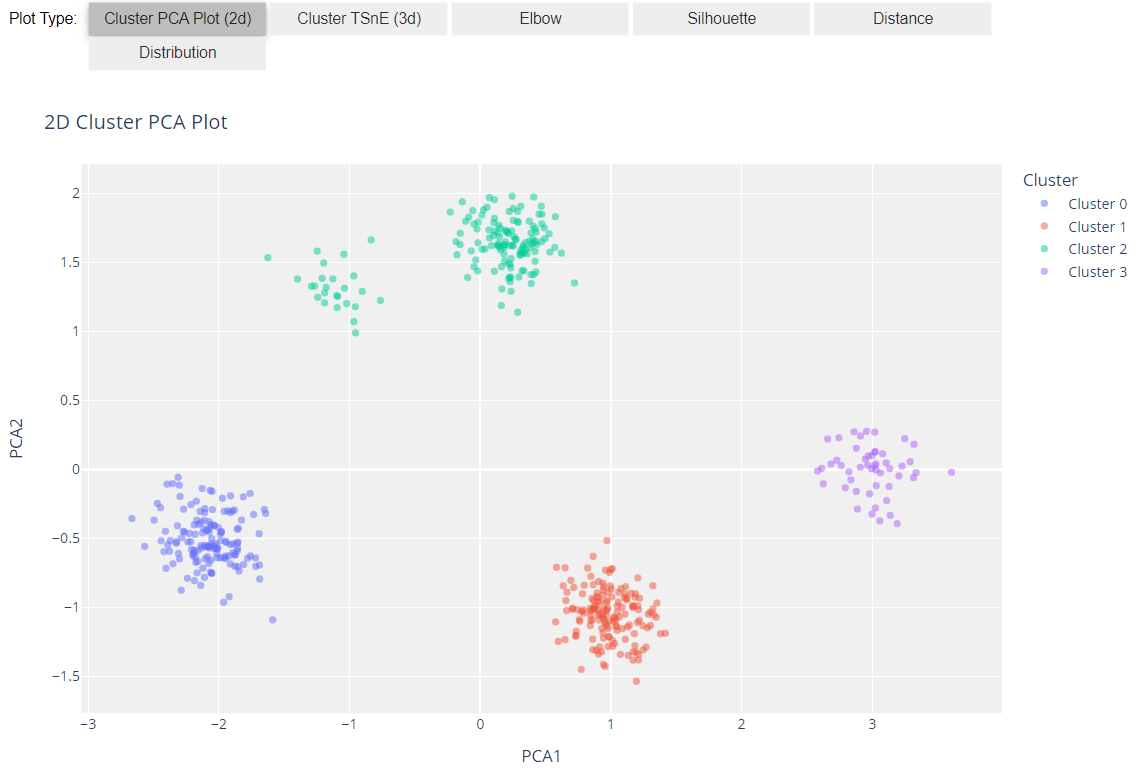 Plot Type: Cluster PCA Plot (2d) Cluster TSnE (3d) Elbow Silhouette Distance
Distribution
2D Cluster PCA Plot
Cluster
Cluster 0
Cluster 1
Cluster 2
Cluster 3
2
1.5
1
0.5
0
−0.5
−1
−1.5
PCA2
−3 −2 −1 0 1 2 3
PCA1